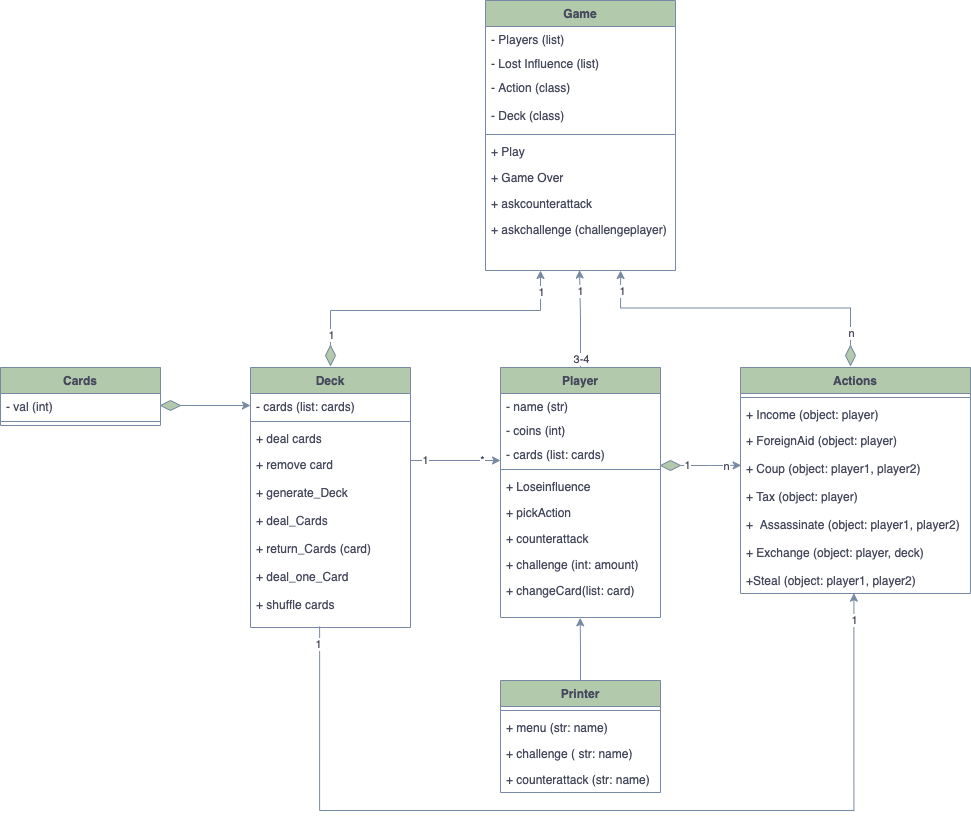 Game
- Players (list)
- Lost Influence (list)
- Action (class)
- Deck (class)
+ Play
+ Game Over
+ askcounterattack
+ askchallenge (challengeplayer)
1
1
1
1
3-4
n
Cards
- val (int)
Deck
- cards (list: cards)
+ deal cards
+ remove card
+ generate_Deck
+ deal_Cards
+ return_Cards (card)
+ deal_one_Card
+ shuffle cards
1
*
Player
- name (str)
- coins (int)
- cards (list: cards)
+ Loseinfluence
+ pickAction
+ counterattack
+ challenge (int: amount)
+ changeCard(list: card)
1
n
Actions
+ Income (object: player)
+ ForeignAid (object: player)
+ Coup (object: player1, player2)
+ Tax (object: player)
+ Assassinate (object: player1, player2)
+ Exchange (object: player, deck)
+Steal (object: player1, player2)
1
1
Printer
+ menu (str: name)
+ challenge ( str: name)
+ counterattack (str: name)